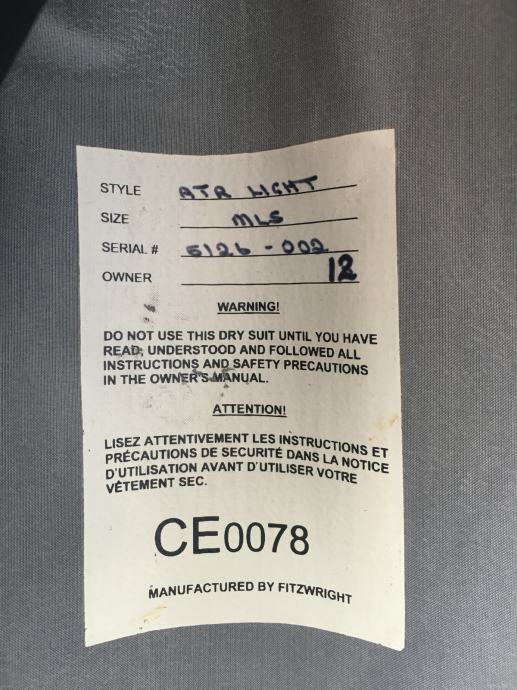 STYLE ATR LIGHT
SIZE MLS
SERIAL # 5126 - 002
OWNER 12
WARNING!
DO NOT USE THIS DRY SUIT UNTIL YOU HAVE
READ, UNDERSTOOD AND FOLLOWED ALL
INSTRUCTIONS AND SAFETY PRECAUTIONS
IN THE OWNER'S MANUAL.
ATTENTION!
LISEZ ATTENTIVEMENT LES INSTRUCTIONS ET
PRÉCAUTIONS DE SECURITÉ DANS LA NOTICE
D'UTILISATION AVANT D'UTILISER VOTRE
VÊTEMENT SEC.
CE0078
MANUFACTURED BY FITZWRIGHT